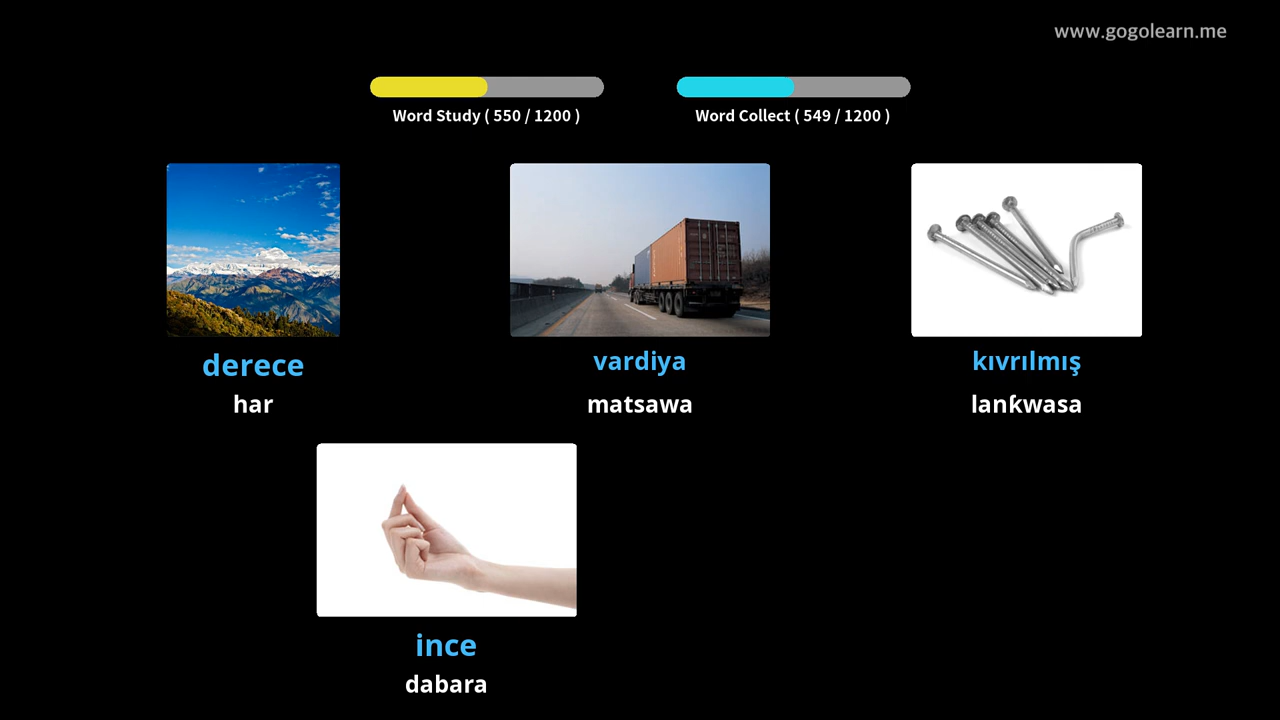 www.gogolearn.me
Word Study ( 550 / 1200 )
Word Collect ( 549 / 1200 )
derece
vardiya
kıvrılmış
har
matsawa
lanƙwasa
ince
dabara